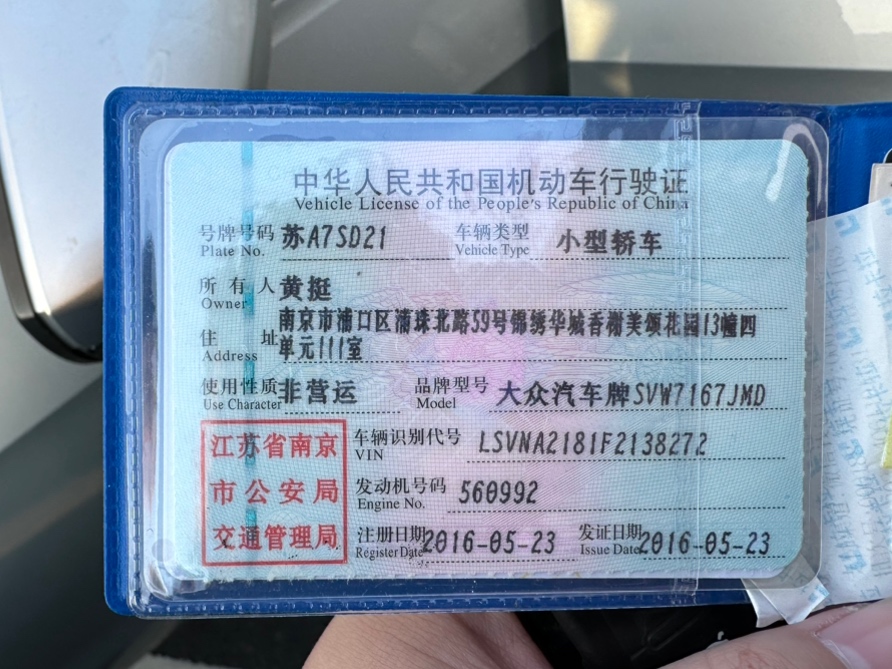 中华人民共和国机动车行驶证
Vehicle License of the People's Republic of China
号牌号码 苏A7SD21 车辆类型 小型轿车
Plate No. Vehicle Type
所有人 黄挺
Owner
南京市浦口区浦珠北路59号锦绣华城香榭美颂花园13幢四
住址 单元111室
Address
使用性质 非营运 品牌型号 大众汽车牌SVW7167JMD
Use Character Model
江苏省南京
市公安局
交通管理局
车辆识别代号 LSVNA2181F2138272
VIN
发动机号码 560992
Engine No.
注册日期 2016-05-23 发证日期 2016-05-23
Register Date Issue Date